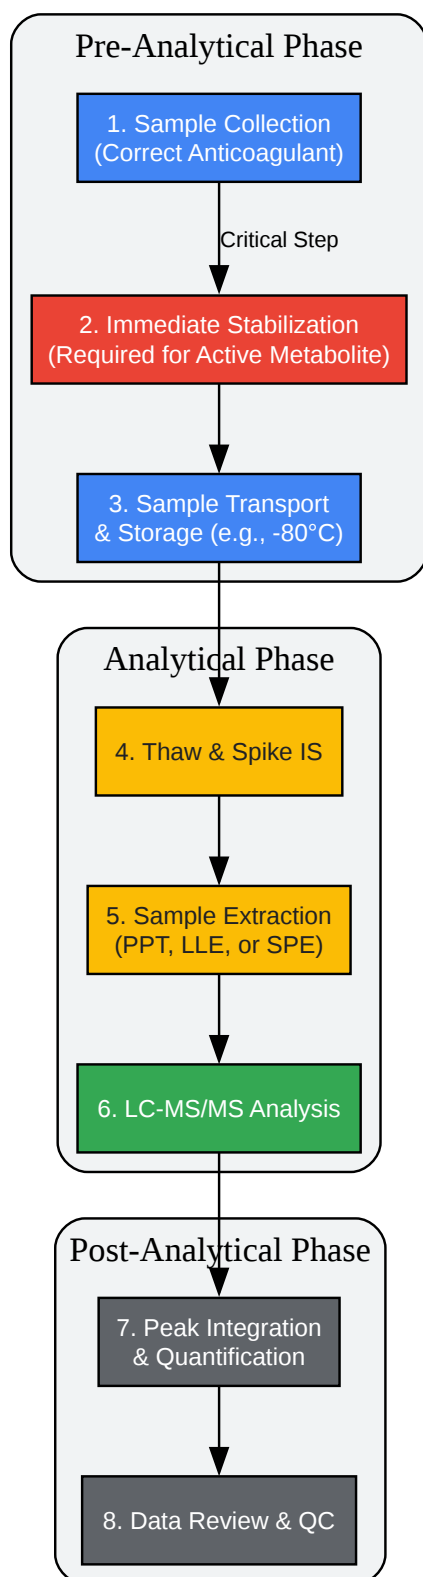 Pre-Analytical Phase
1. Sample Collection
(Correct Anticoagulant)
Critical Step
2. Immediate Stabilization
(Required for Active Metabolite)
3. Sample Transport
& Storage (e.g., -80°C)
Analytical Phase
4. Thaw & Spike IS
5. Sample Extraction
(PPT, LLE, or SPE)
6. LC-MS/MS Analysis
Post-Analytical Phase
7. Peak Integration
& Quantification
8. Data Review & QC